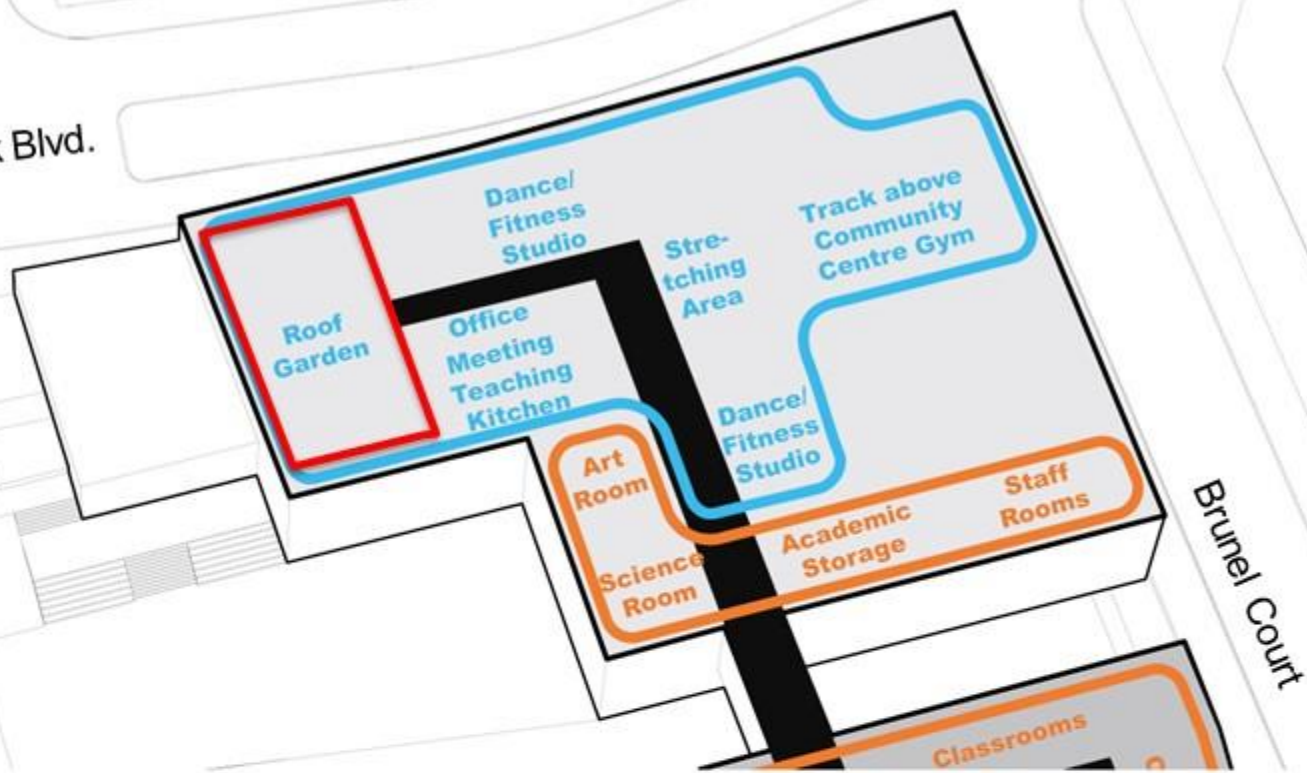 Blvd.
Dance/
Fitness
Studio
Stre-
tching
Area
Track above
Community
Centre Gym
Roof
Garden
Office
Meeting
Teaching
Kitchen
Dance/
Fitness
Studio
Art
Room
Science
Room
Academic
Storage
Staff
Rooms
Brunel Court
Classrooms